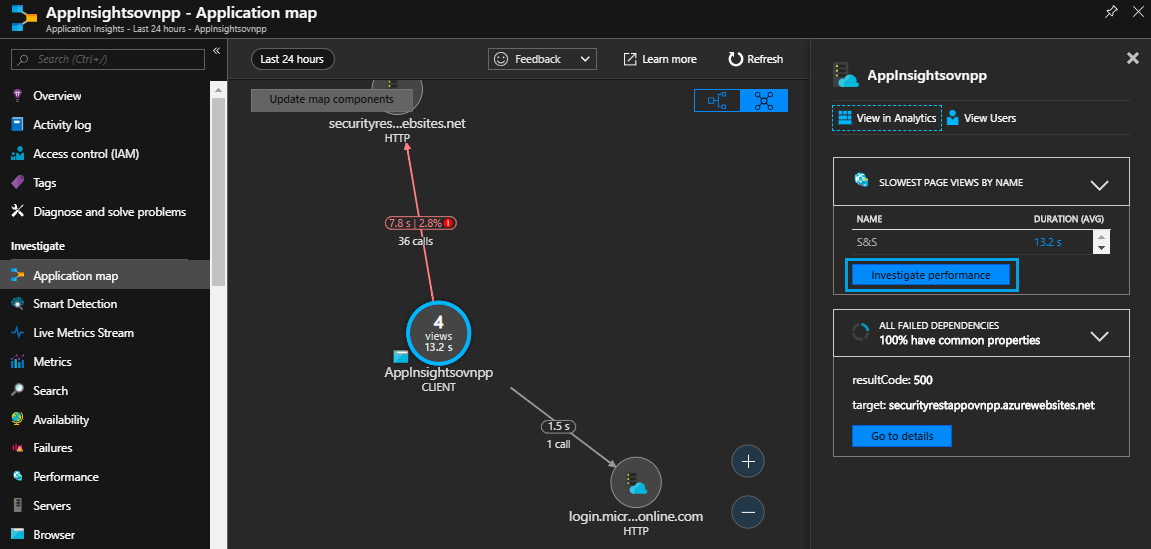 AppInsightsovnpp - Application map
Application Insights - Last 24 hours - AppInsightsovnpp
Search (Ctrl+/)
«
Overview
Activity log
Access control (IAM)
Tags
Diagnose and solve problems
Investigate
Application map
Smart Detection
Live Metrics Stream
Metrics
Search
Availability
Failures
Performance
Servers
Browser
Last 24 hours
Feedback
Learn more
Refresh
Update map components
securityres...ebsites.net
HTTP
7.8 s | 2.8%
36 calls
4
views
13.2 s
AppInsightsovnpp
CLIENT
1.5 s
1 call
login.micr...online.com
HTTP
AppInsightsovnpp
View in Analytics
View Users
SLOWEST PAGE VIEWS BY NAME
NAME DURATION (AVG)
S&S 13.2 s
Investigate performance
ALL FAILED DEPENDENCIES
100% have common properties
resultCode: 500
target: securityrestappovnpp.azurewebsites.net
Go to details